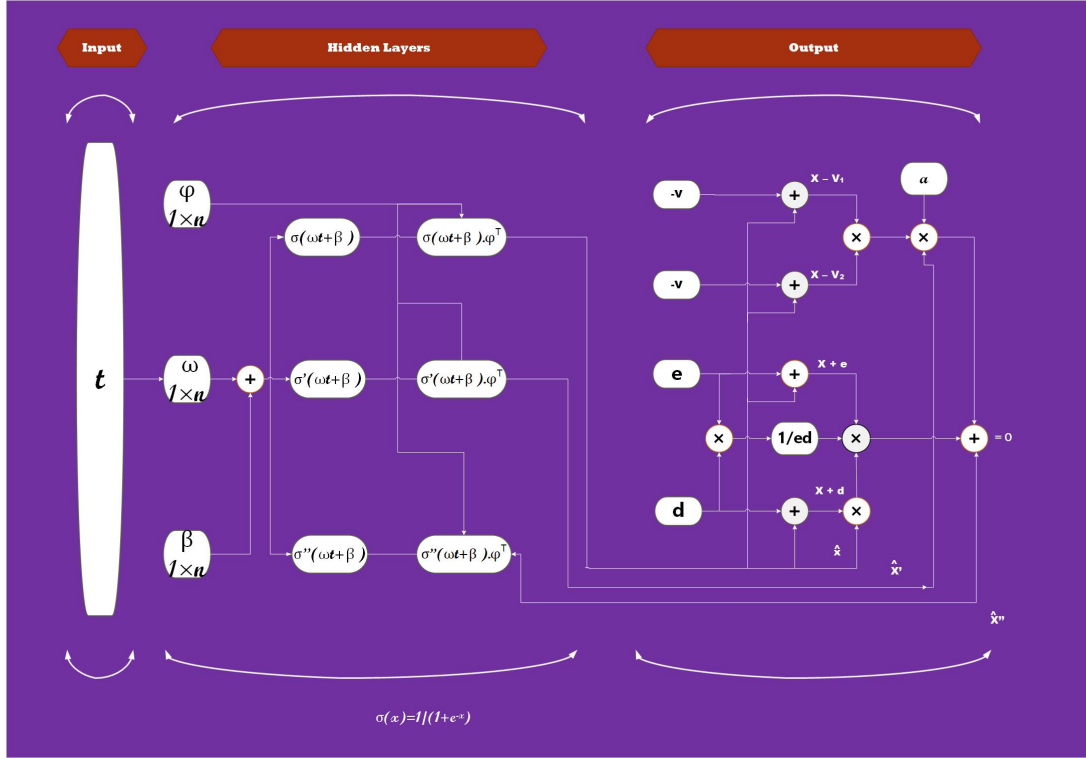 Input
Hidden Layers
Output
φ
1×n
σ(ωt+β)
σ(ωt+β).φᵀ
-v
+
X – V₁
a
×
×
-v
+
X – V₂
t
ω
1×n
+
σ'(ωt+β)
σ'(ωt+β).φᵀ
e
+
X + e
×
1/ed
×
+
= 0
d
+
X + d
×
β
1×n
σ''(ωt+β)
σ''(ωt+β).φᵀ
x̂
x̂'
x̂''
σ(x)=1/(1+e⁻ˣ)